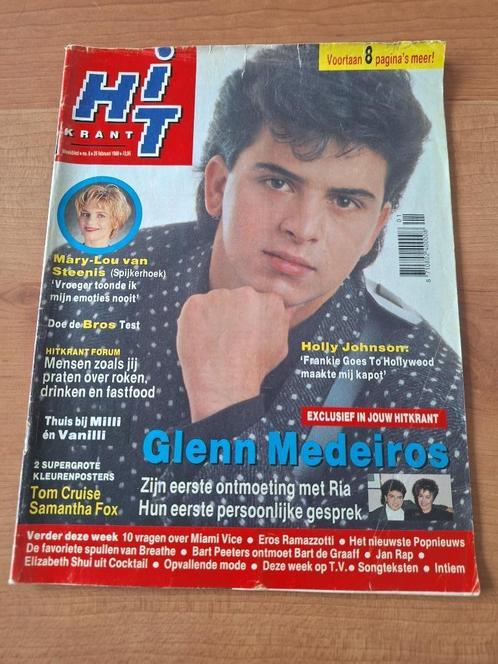 Voortaan 8 pagina's meer!
HiT
KRANT
Mary-Lou van
Steenis (Spijkerhoek)
'Vroeger toonde ik
mijn emoties nooit'
Doe de Bros Test
HITKRANT FORUM
Mensen zoals jij
praten over roken,
drinken en fastfood
Thuis bij Milli
én Vanilli
2 SUPERGROTE
KLEURENPOSTERS
Tom Cruise
Samantha Fox
01
Holly Johnson:
'Frankie Goes To Hollywood
maakte mij kapot'
EXCLUSIEF IN JOUW HITKRANT
Glenn Medeiros
Zijn eerste ontmoeting met Ria
Hun eerste persoonlijke gesprek
Verder deze week 10 vragen over Miami Vice ● Eros Ramazzotti ● Het nieuwste Popnieuws
De favoriete spullen van Breathe ● Bart Peeters ontmoet Bart de Graaff ● Jan Rap ●
Elizabeth Shui uit Cocktail ● Opvallende mode ● Deze week op T.V. ● Songteksten ● Intiem